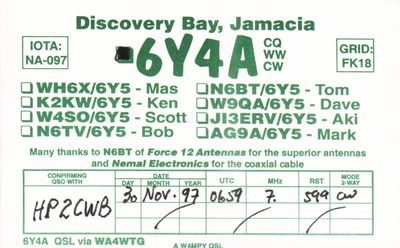 Discovery Bay, Jamacia
IOTA:
NA-097
6Y4A
CQ
WW
CW
GRID:
FK18
WH6X/6Y5 - Mas
N6BT/6Y5 - Tom
K2KW/6Y5 - Ken
W9QA/6Y5 - Dave
W4SO/6Y5 - Scott
JI3ERV/6Y5 - Aki
N6TV/6Y5 - Bob
AG9A/6Y5 - Mark
Many thanks to N6BT of Force 12 Antennas for the superior antennas
and Nemal Electronics for the coaxial cable
CONFIRMING QSO WITH
DATE
DAY MONTH YEAR
UTC
MHz
RST
MODE 2-WAY
HP2CWB
30 Nov. 97 0659 7. 599 CW
6Y4A QSL via WA4WTG
A W4MPY QSL